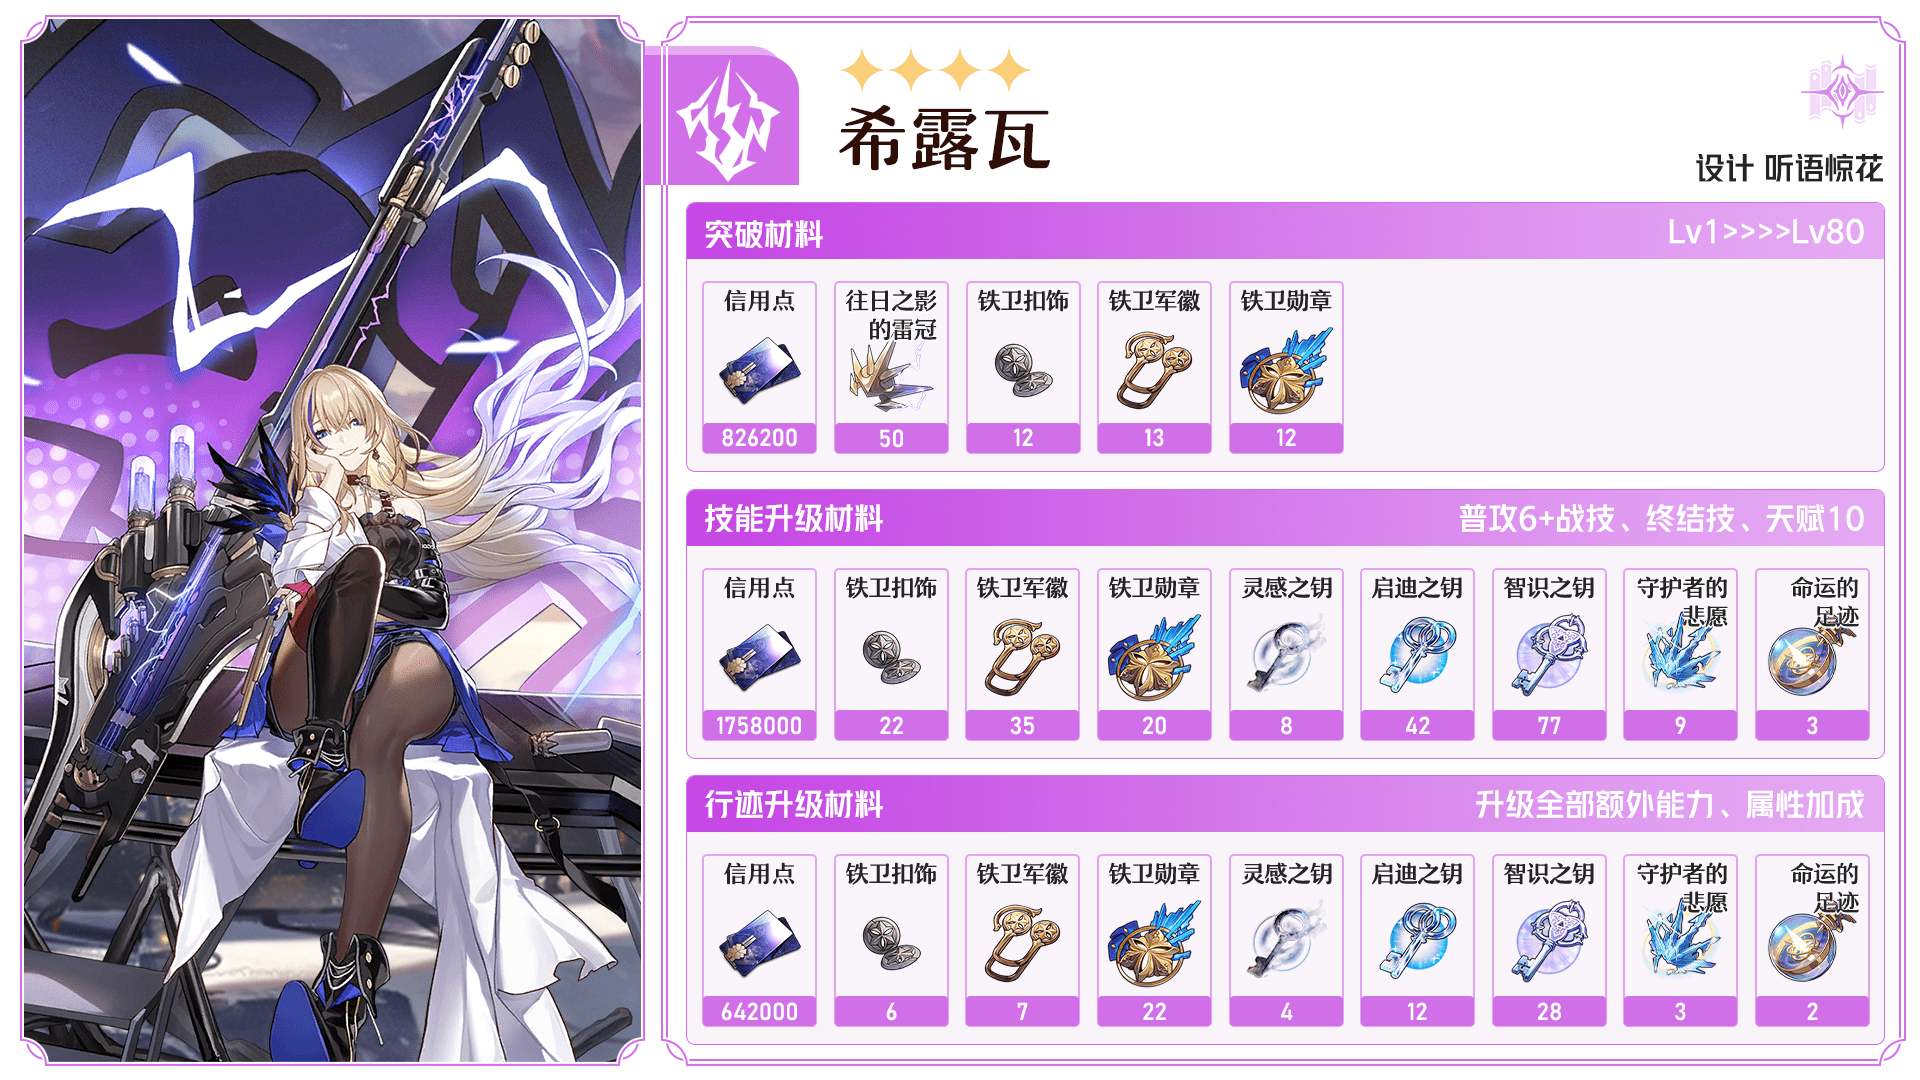 希露瓦
设计 听语惊花
突破材料
Lv1>>>>Lv80
信用点
往日之影
的雷冠
铁卫扣饰
铁卫军徽
铁卫勋章
826200
50
12
13
12
技能升级材料
普攻6+战技、终结技、天赋10
信用点
铁卫扣饰
铁卫军徽
铁卫勋章
灵感之钥
启迪之钥
智识之钥
守护者的
悲愿
命运的
足迹
1758000
22
35
20
8
42
77
9
3
行迹升级材料
升级全部额外能力、属性加成
信用点
铁卫扣饰
铁卫军徽
铁卫勋章
灵感之钥
启迪之钥
智识之钥
守护者的
悲愿
命运的
足迹
642000
6
7
22
4
12
28
3
2